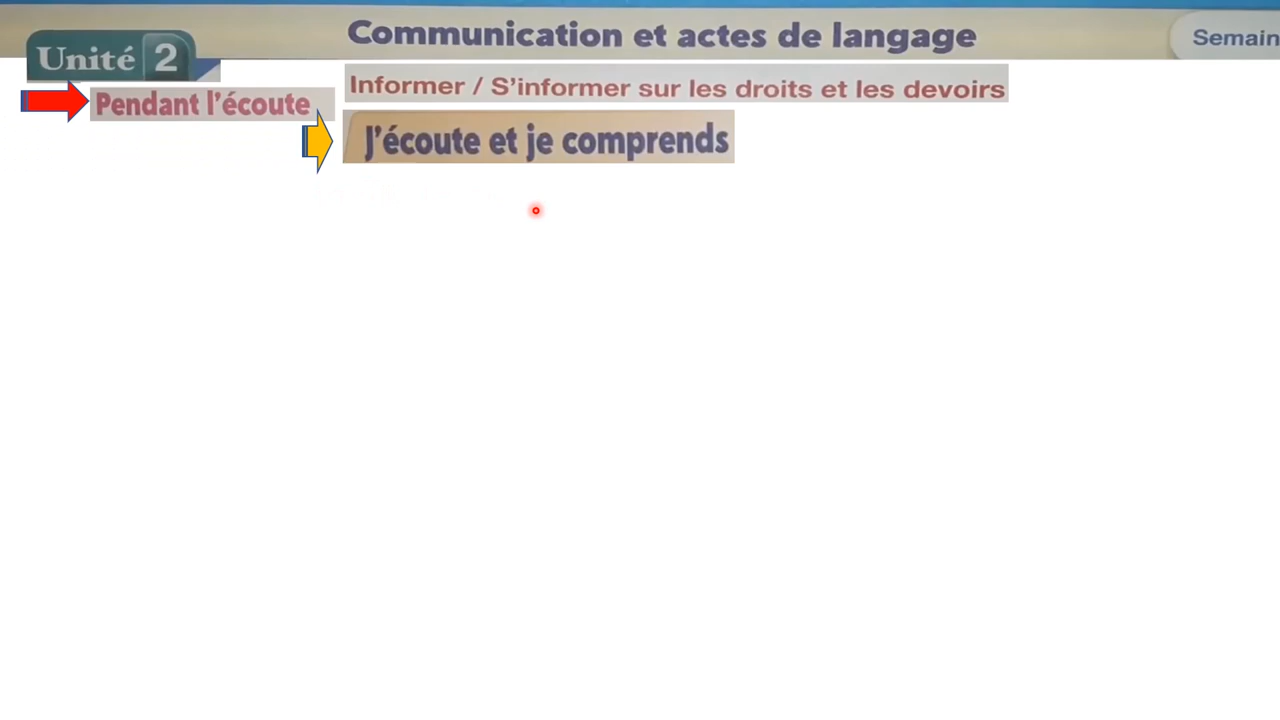 Communication et actes de langage
Semain
Unité 2
Informer / S'informer sur les droits et les devoirs
Pendant l'écoute
J'écoute et je comprends